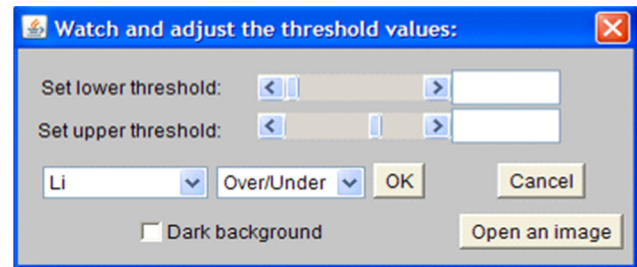 Watch and adjust the threshold values:
Set lower threshold:
Set upper threshold:
Li Over/Under OK Cancel
Dark background Open an image